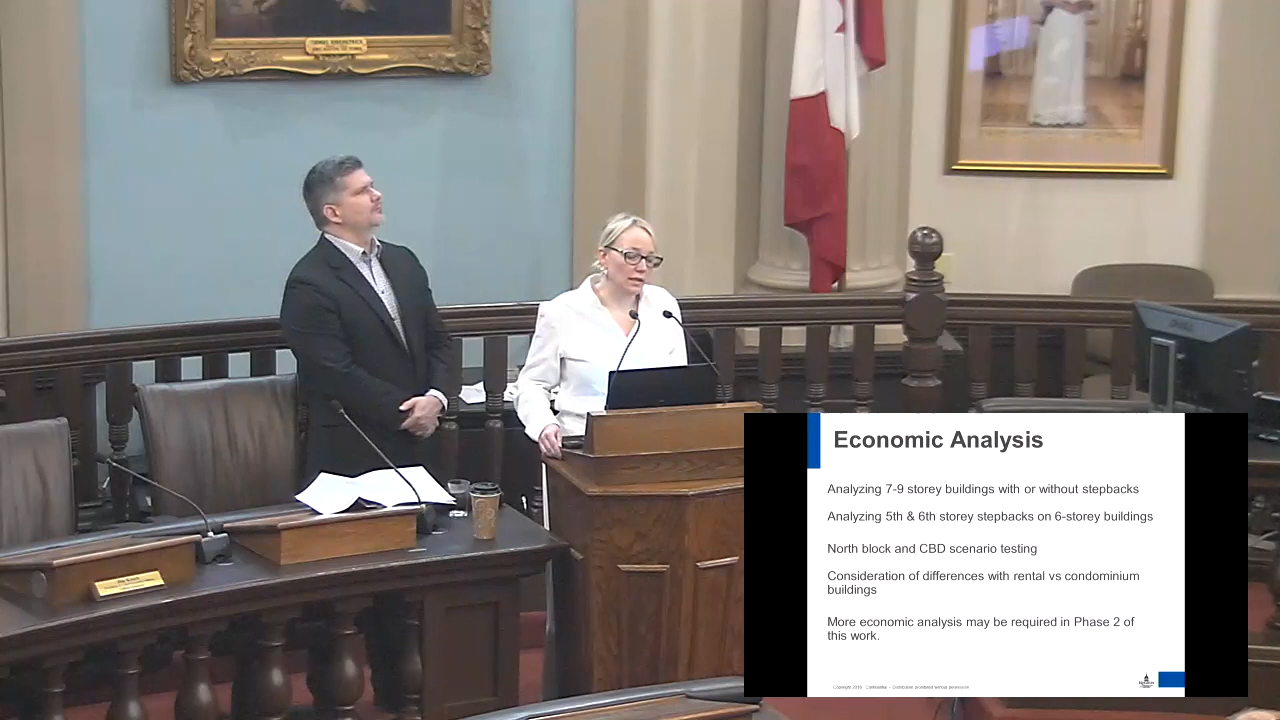 Economic Analysis
Analyzing 7-9 storey buildings with or without stepbacks
Analyzing 5th & 6th storey stepbacks on 6-storey buildings
North block and CBD scenario testing
Consideration of differences with rental vs condominium
buildings
More economic analysis may be required in Phase 2 of
this work.